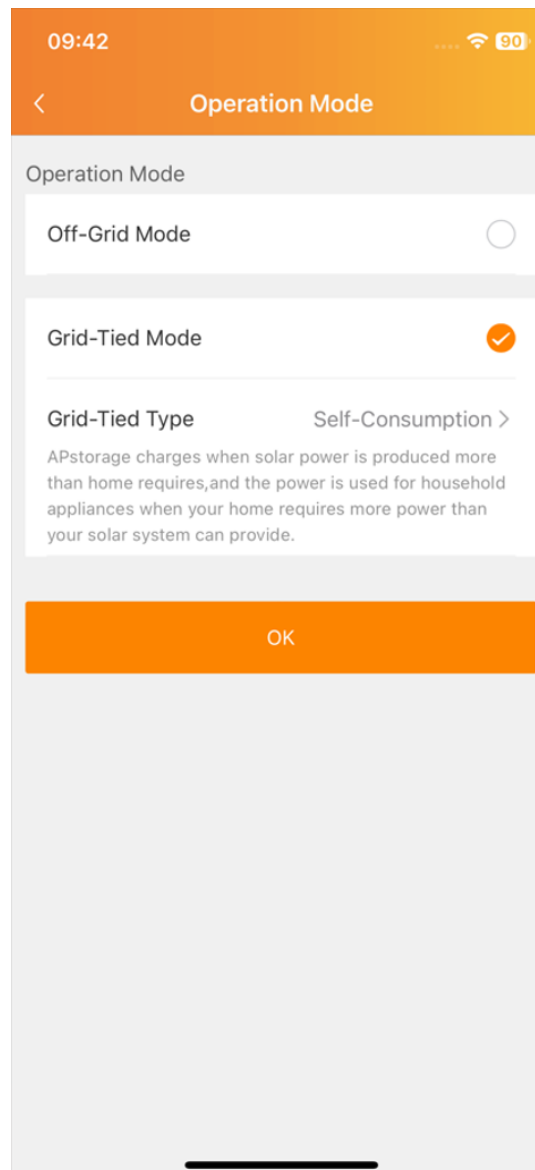 09:42
90
Operation Mode
Operation Mode
Off-Grid Mode
Grid-Tied Mode
Grid-Tied Type Self-Consumption
APstorage charges when solar power is produced more
than home requires,and the power is used for household
appliances when your home requires more power than
your solar system can provide.
OK